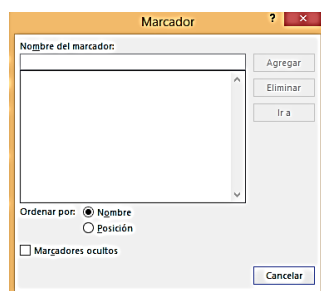 Marcador ?
Nombre del marcador:
Agregar
Eliminar
Ir a
Ordenar por: Nombre
Posición
Marcadores ocultos
Cancelar